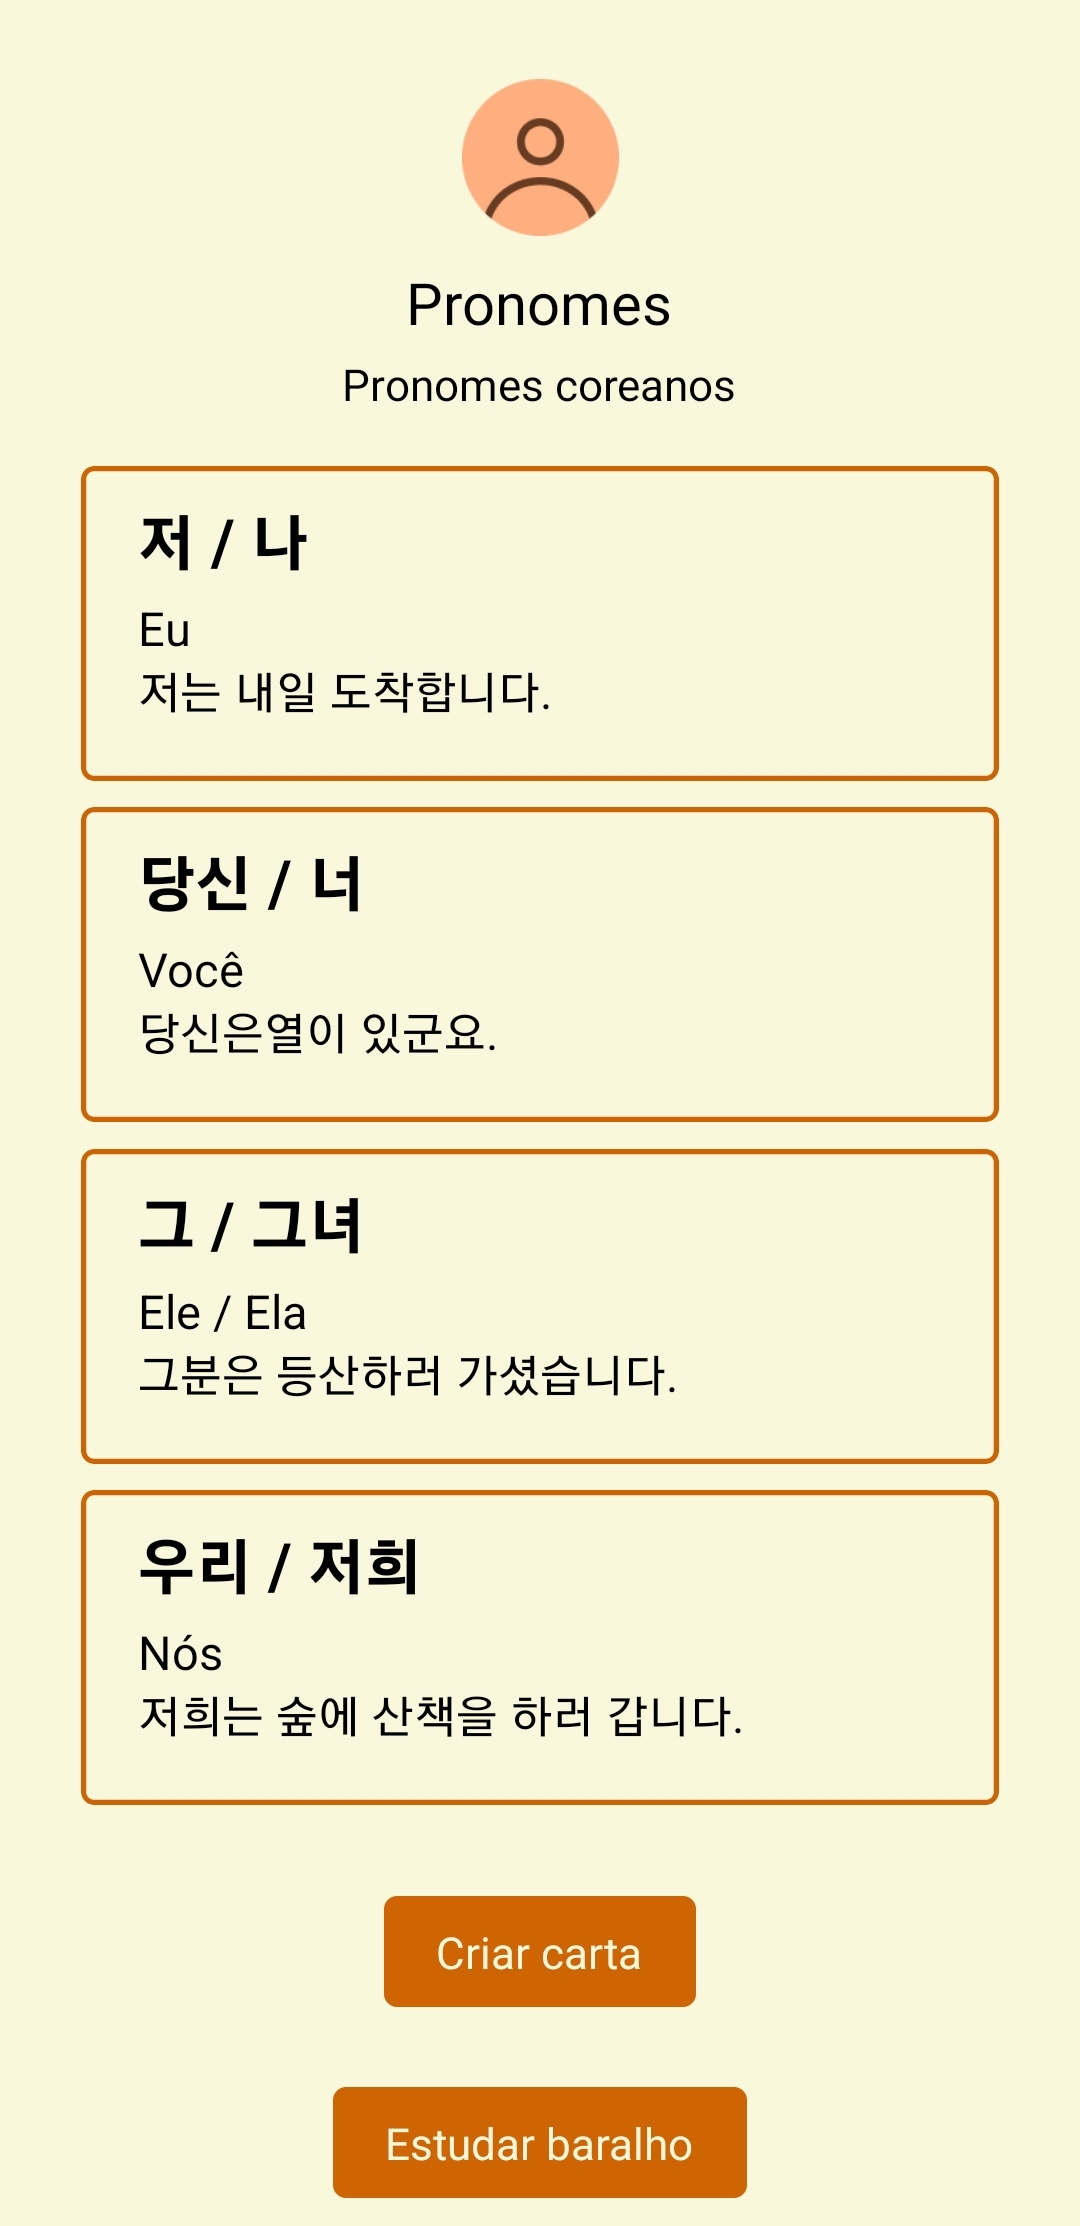 Pronomes
Pronomes coreanos
저 / 나
Eu
저는 내일 도착합니다.
당신 / 너
Você
당신은열이 있군요.
그 / 그녀
Ele / Ela
그분은 등산하러 가셨습니다.
우리 / 저희
Nós
저희는 숲에 산책을 하러 갑니다.
Criar carta
Estudar baralho